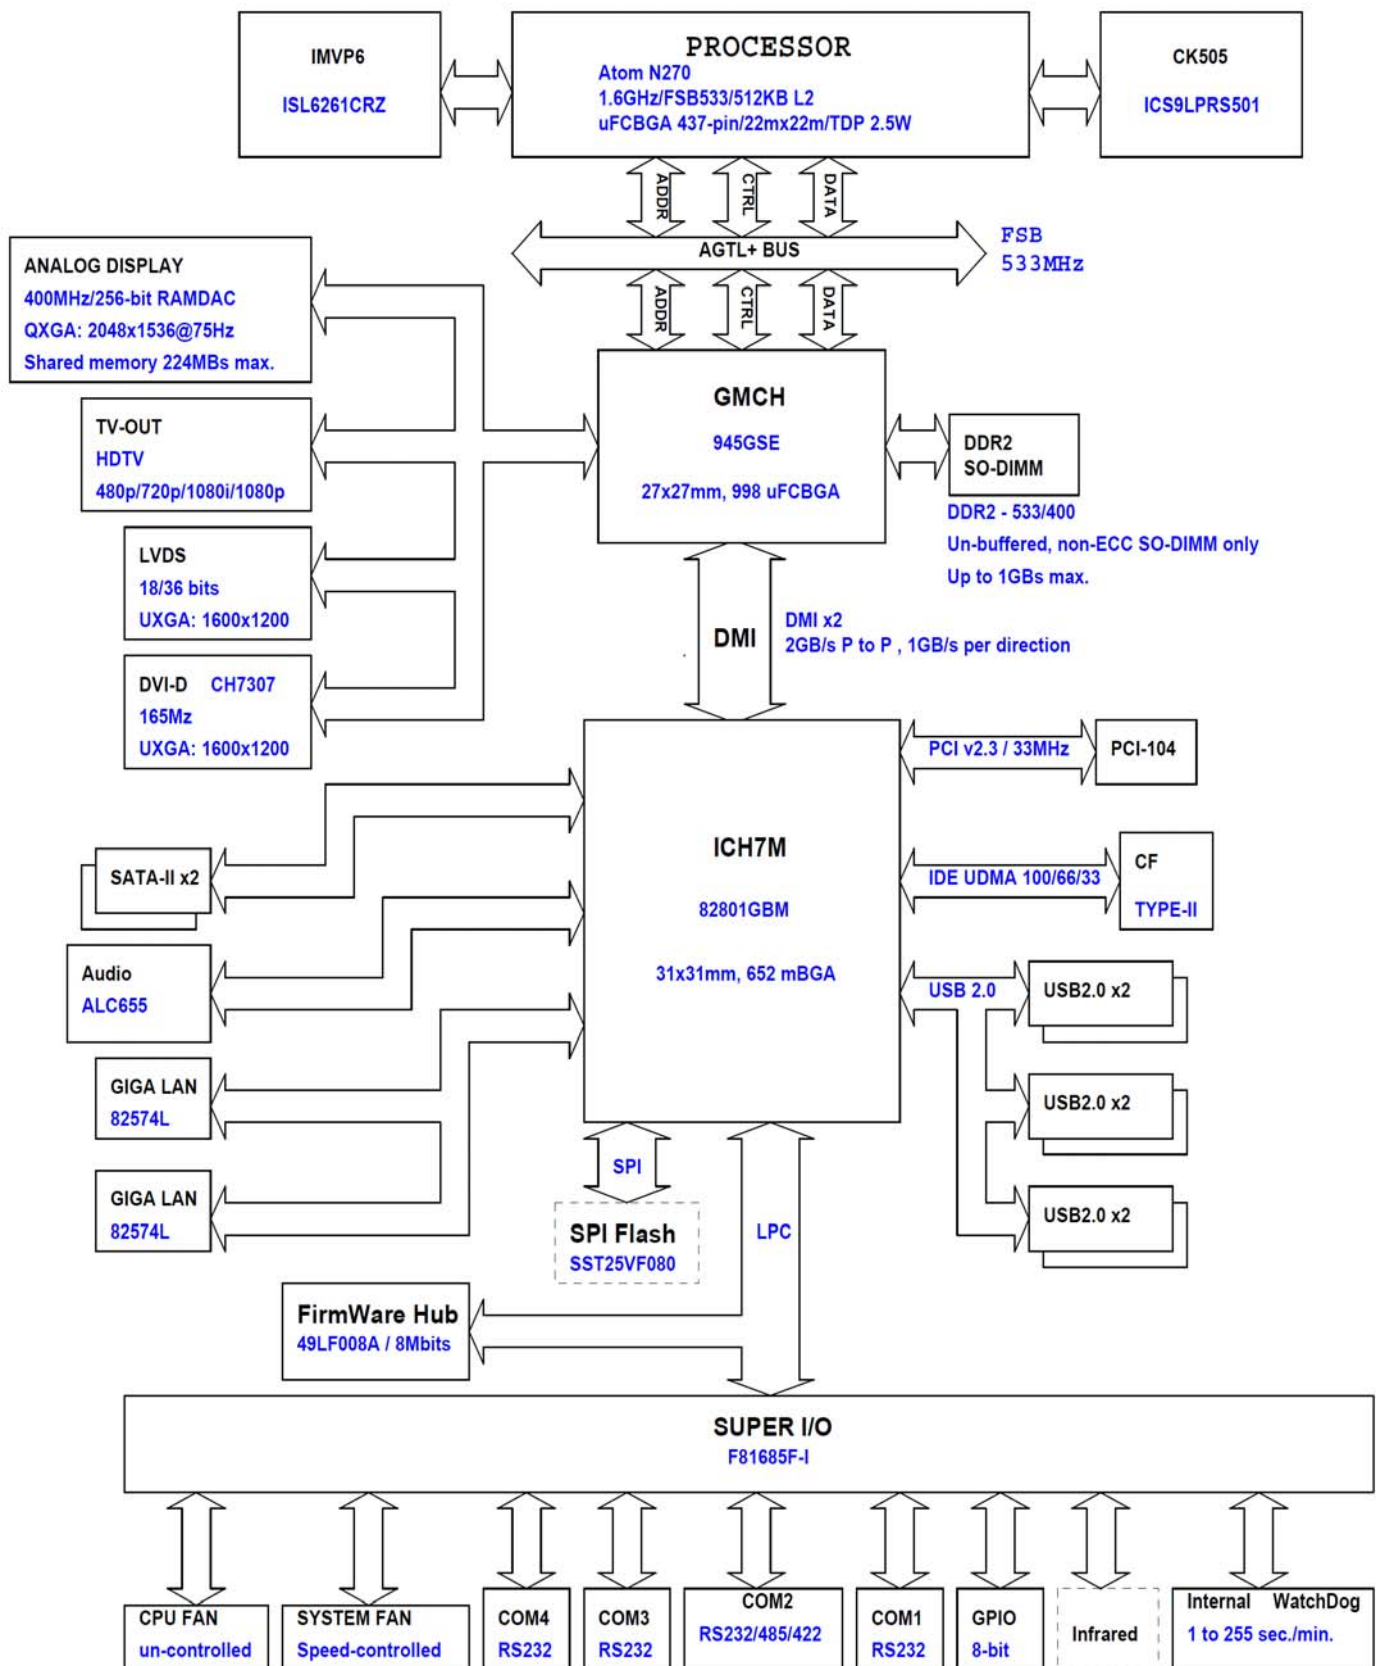 IMVP6
ISL6261CRZ
PROCESSOR
Atom N270
1.6GHz/FSB533/512KB L2
uFCBGA 437-pin/22mx22m/TDP 2.5W
CK505
ICS9LPRS501
ADDR
CTRL
DATA
AGTL+ BUS
FSB
533MHz
ADDR
CTRL
DATA
ANALOG DISPLAY
400MHz/256-bit RAMDAC
QXGA: 2048x1536@75Hz
Shared memory 224MBs max.
TV-OUT
HDTV
480p/720p/1080i/1080p
LVDS
18/36 bits
UXGA: 1600x1200
DVI-D CH7307
165Mz
UXGA: 1600x1200
GMCH
945GSE
27x27mm, 998 uFCBGA
DDR2
SO-DIMM
DDR2 - 533/400
Un-buffered, non-ECC SO-DIMM only
Up to 1GBs max.
DMI
DMI x2
2GB/s P to P , 1GB/s per direction
ICH7M
82801GBM
31x31mm, 652 mBGA
PCI v2.3 / 33MHz
PCI-104
IDE UDMA 100/66/33
CF
TYPE-II
USB 2.0
USB2.0 x2
USB2.0 x2
USB2.0 x2
SATA-II x2
Audio
ALC655
GIGA LAN
82574L
GIGA LAN
82574L
SPI
SPI Flash
SST25VF080
LPC
FirmWare Hub
49LF008A / 8Mbits
SUPER I/O
F81685F-I
CPU FAN
un-controlled
SYSTEM FAN
Speed-controlled
COM4
RS232
COM3
RS232
COM2
RS232/485/422
COM1
RS232
GPIO
8-bit
Infrared
Internal WatchDog
1 to 255 sec./min.